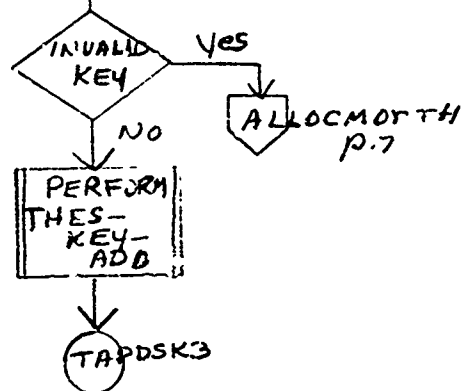 INVALID
KEY
Yes
ALLOCMORTH
P.7
NO
PERFORM
THES-
KEY-
ADD
TAPDSK3